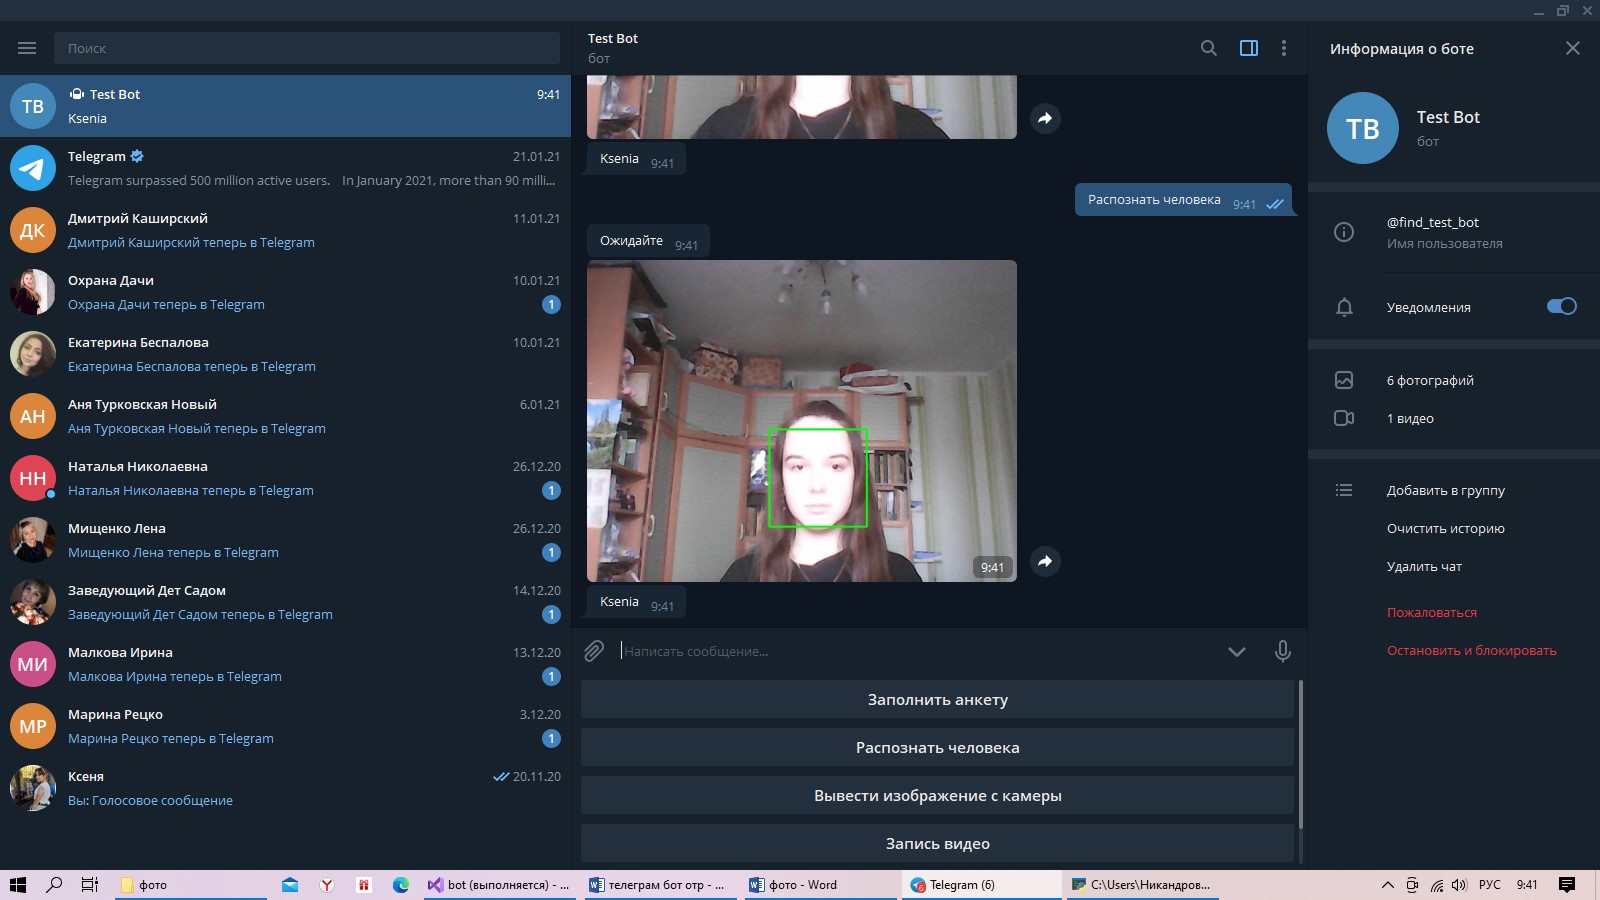 Поиск
TB
Test Bot
9:41
Ksenia
Telegram
21.01.21
Telegram surpassed 500 million active users. In January 2021, more than 90 milli...
ДК
Дмитрий Каширский
11.01.21
Дмитрий Каширский теперь в Telegram
Охрана Дачи
10.01.21
Охрана Дачи теперь в Telegram
1
Екатерина Беспалова
10.01.21
Екатерина Беспалова теперь в Telegram
АН
Аня Турковская Новый
6.01.21
Аня Турковская Новый теперь в Telegram
НН
Наталья Николаевна
26.12.20
Наталья Николаевна теперь в Telegram
1
Мищенко Лена
26.12.20
Мищенко Лена теперь в Telegram
1
Заведующий Дет Садом
14.12.20
Заведующий Дет Садом теперь в Telegram
1
МИ
Малкова Ирина
13.12.20
Малкова Ирина теперь в Telegram
1
МР
Марина Рецко
3.12.20
Марина Рецко теперь в Telegram
1
Ксеня
20.11.20
Вы: Голосовое сообщение
Test Bot
бот
Ksenia 9:41
Распознать человека 9:41
Ожидайте 9:41
9:41
Ksenia 9:41
Написать сообщение...
Заполнить анкету
Распознать человека
Вывести изображение с камеры
Запись видео
Информация о боте
TB
Test Bot
бот
@find_test_bot
Имя пользователя
Уведомления
6 фотографий
1 видео
Добавить в группу
Очистить историю
Удалить чат
Пожаловаться
Остановить и блокировать
фото
bot (выполняется) - ...
телеграм бот отр - ...
фото - Word
6
Telegram (6)
C:\Users\Никандров...
РУС
9:41